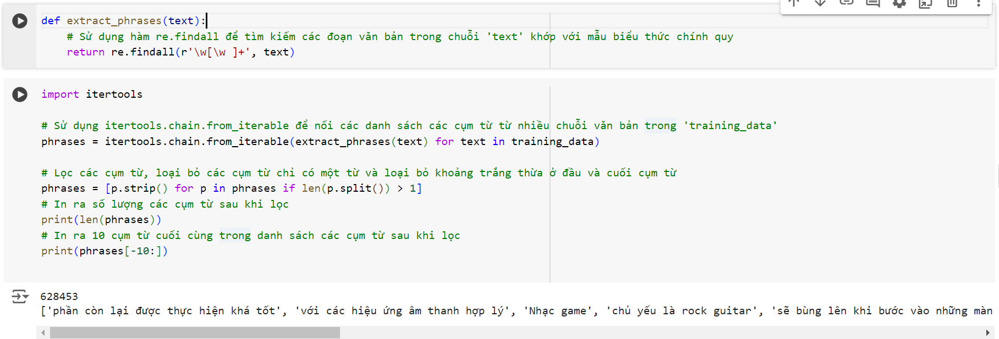 def extract_phrases(text):
    # Sử dụng hàm re.findall để tìm kiếm các đoạn văn bản trong chuỗi 'text' khớp với mẫu biểu thức chính quy
    return re.findall(r'\w[\w ]+', text)
import itertools
# Sử dụng itertools.chain.from_iterable để nối các danh sách các cụm từ từ nhiều chuỗi văn bản trong 'training_data'
phrases = itertools.chain.from_iterable(extract_phrases(text) for text in training_data)
# Lọc các cụm từ, loại bỏ các cụm từ chỉ có một từ và loại bỏ khoảng trắng thừa ở đầu và cuối cụm từ
phrases = [p.strip() for p in phrases if len(p.split()) > 1]
# In ra số lượng các cụm từ sau khi lọc
print(len(phrases))
# In ra 10 cụm từ cuối cùng trong danh sách các cụm từ sau khi lọc
print(phrases[-10:])
628453
['phần còn lại được thực hiện khá tốt', 'với các hiệu ứng âm thanh hợp lý', 'Nhạc game', 'chủ yếu là rock guitar', 'sẽ bùng lên khi bước vào những màn